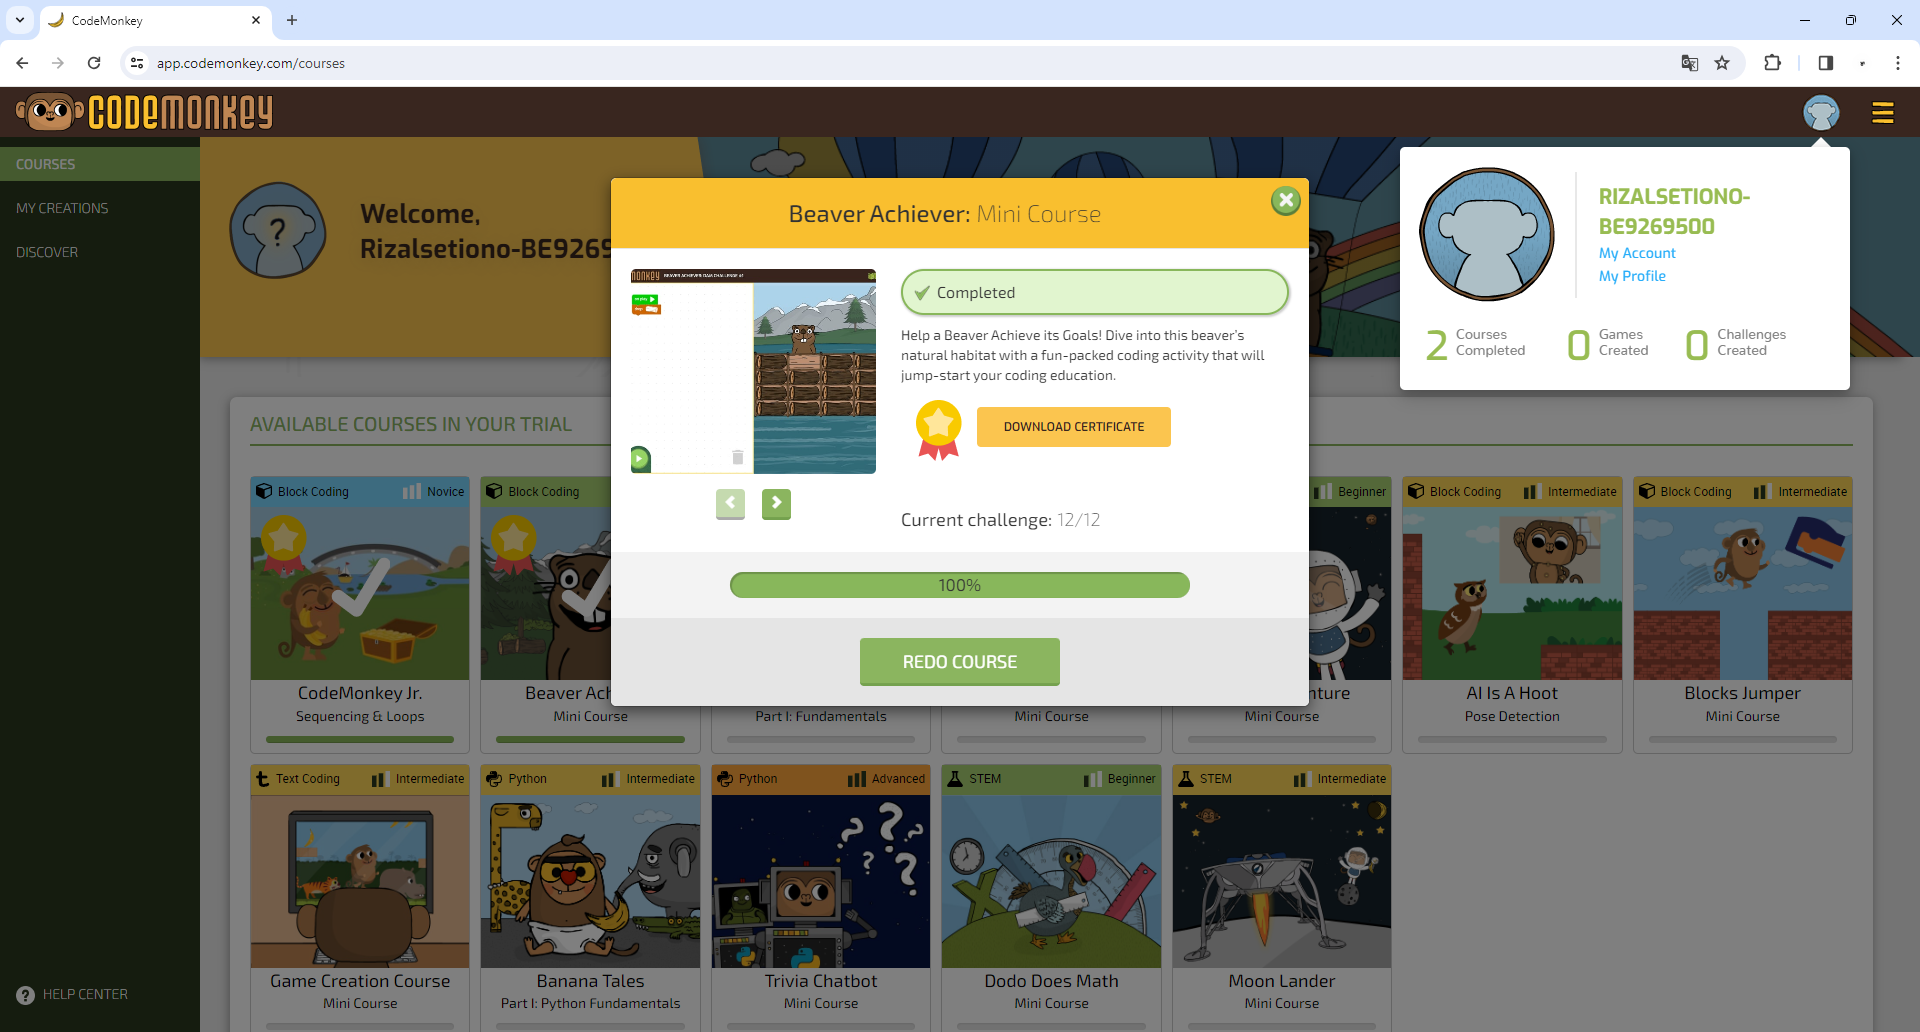 CodeMonkey
app.codemonkey.com/courses
CODEMONKEY
COURSES
MY CREATIONS
DISCOVER
HELP CENTER
Welcome,
Rizalsetiono-BE9269
RIZALSETIONO-
BE9269500
My Account
My Profile
2 Courses Completed
0 Games Created
0 Challenges Created
Beaver Achiever: Mini Course
MONKEY BEAVER ACHIEVER: DAM CHALLENGE #1
Completed
Help a Beaver Achieve its Goals! Dive into this beaver's
natural habitat with a fun-packed coding activity that will
jump-start your coding education.
DOWNLOAD CERTIFICATE
Current challenge: 12/12
100%
REDO COURSE
AVAILABLE COURSES IN YOUR TRIAL
Block Coding Novice
CodeMonkey Jr.
Sequencing & Loops
Block Coding
Beaver Ach
Mini Course
Part I: Fundamentals
Mini Course
Beginner
nture
Mini Course
Block Coding Intermediate
AI Is A Hoot
Pose Detection
Block Coding Intermediate
Blocks Jumper
Mini Course
Text Coding Intermediate
Game Creation Course
Mini Course
Python Intermediate
Banana Tales
Part I: Python Fundamentals
Python Advanced
Trivia Chatbot
Mini Course
STEM Beginner
Dodo Does Math
Mini Course
STEM Intermediate
Moon Lander
Mini Course